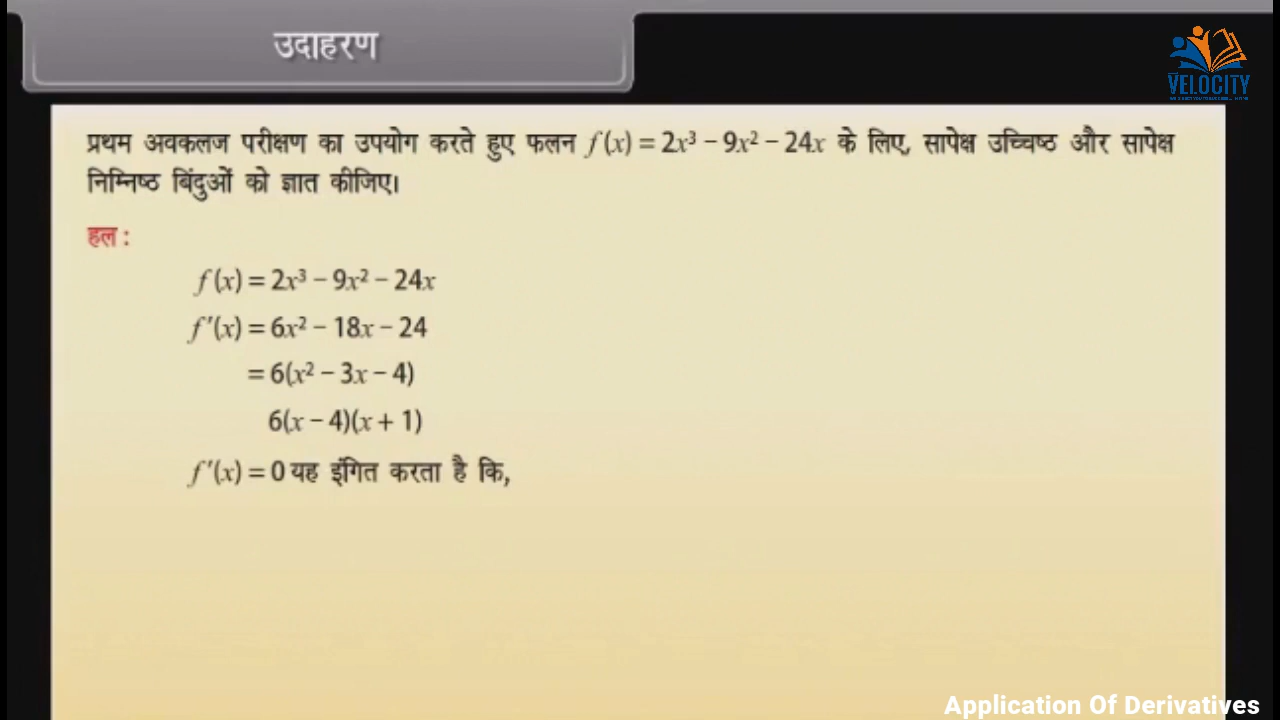 उदाहरण
VELOCITY
प्रथम अवकलज परीक्षण का उपयोग करते हुए फलन f(x) = 2x³ − 9x² − 24x के लिए, सापेक्ष उच्चिष्ठ और सापेक्ष
निम्निष्ठ बिंदुओं को ज्ञात कीजिए।
हल :
f(x) = 2x³ − 9x² − 24x
f′(x) = 6x² − 18x − 24
= 6(x² − 3x − 4)
6(x − 4)(x + 1)
f′(x) = 0 यह इंगित करता है कि,
Application Of Derivatives